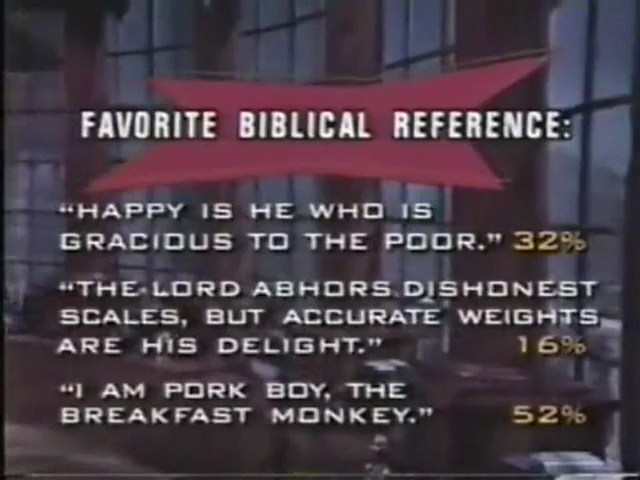 FAVORITE BIBLICAL REFERENCE:
“HAPPY IS HE WHO IS
GRACIOUS TO THE POOR.” 32%
“THE LORD ABHORS DISHONEST
SCALES, BUT ACCURATE WEIGHTS
ARE HIS DELIGHT.” 16%
“I AM PORK BOY, THE
BREAKFAST MONKEY.” 52%